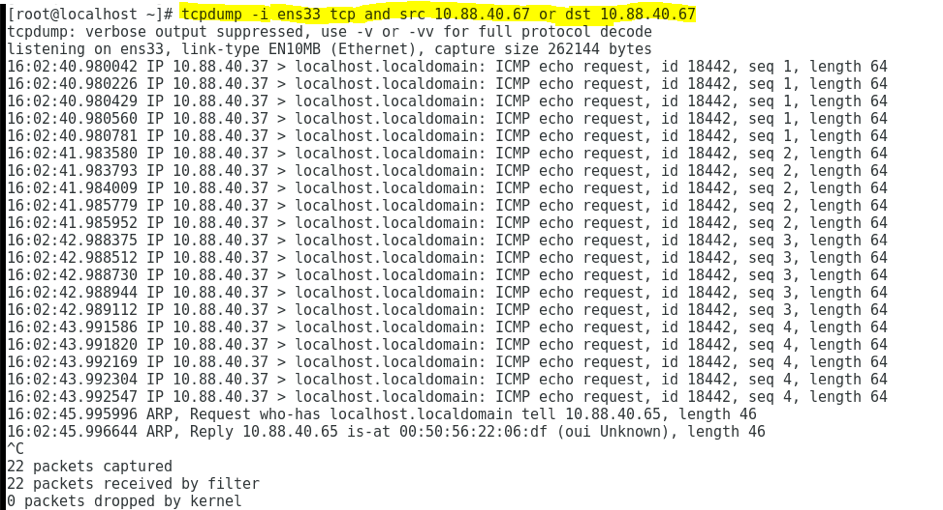 [root@localhost ~]# tcpdump -i ens33 tcp and src 10.88.40.67 or dst 10.88.40.67
tcpdump: verbose output suppressed, use -v or -vv for full protocol decode
listening on ens33, link-type EN10MB (Ethernet), capture size 262144 bytes
16:02:40.980042 IP 10.88.40.37 > localhost.localdomain: ICMP echo request, id 18442, seq 1, length 64
16:02:40.980226 IP 10.88.40.37 > localhost.localdomain: ICMP echo request, id 18442, seq 1, length 64
16:02:40.980429 IP 10.88.40.37 > localhost.localdomain: ICMP echo request, id 18442, seq 1, length 64
16:02:40.980560 IP 10.88.40.37 > localhost.localdomain: ICMP echo request, id 18442, seq 1, length 64
16:02:40.980781 IP 10.88.40.37 > localhost.localdomain: ICMP echo request, id 18442, seq 1, length 64
16:02:41.983580 IP 10.88.40.37 > localhost.localdomain: ICMP echo request, id 18442, seq 2, length 64
16:02:41.983793 IP 10.88.40.37 > localhost.localdomain: ICMP echo request, id 18442, seq 2, length 64
16:02:41.984009 IP 10.88.40.37 > localhost.localdomain: ICMP echo request, id 18442, seq 2, length 64
16:02:41.985779 IP 10.88.40.37 > localhost.localdomain: ICMP echo request, id 18442, seq 2, length 64
16:02:41.985952 IP 10.88.40.37 > localhost.localdomain: ICMP echo request, id 18442, seq 2, length 64
16:02:42.988375 IP 10.88.40.37 > localhost.localdomain: ICMP echo request, id 18442, seq 3, length 64
16:02:42.988512 IP 10.88.40.37 > localhost.localdomain: ICMP echo request, id 18442, seq 3, length 64
16:02:42.988730 IP 10.88.40.37 > localhost.localdomain: ICMP echo request, id 18442, seq 3, length 64
16:02:42.988944 IP 10.88.40.37 > localhost.localdomain: ICMP echo request, id 18442, seq 3, length 64
16:02:42.989112 IP 10.88.40.37 > localhost.localdomain: ICMP echo request, id 18442, seq 3, length 64
16:02:43.991586 IP 10.88.40.37 > localhost.localdomain: ICMP echo request, id 18442, seq 4, length 64
16:02:43.991820 IP 10.88.40.37 > localhost.localdomain: ICMP echo request, id 18442, seq 4, length 64
16:02:43.992169 IP 10.88.40.37 > localhost.localdomain: ICMP echo request, id 18442, seq 4, length 64
16:02:43.992304 IP 10.88.40.37 > localhost.localdomain: ICMP echo request, id 18442, seq 4, length 64
16:02:43.992547 IP 10.88.40.37 > localhost.localdomain: ICMP echo request, id 18442, seq 4, length 64
16:02:45.995996 ARP, Request who-has localhost.localdomain tell 10.88.40.65, length 46
16:02:45.996644 ARP, Reply 10.88.40.65 is-at 00:50:56:22:06:df (oui Unknown), length 46
^C
22 packets captured
22 packets received by filter
0 packets dropped by kernel